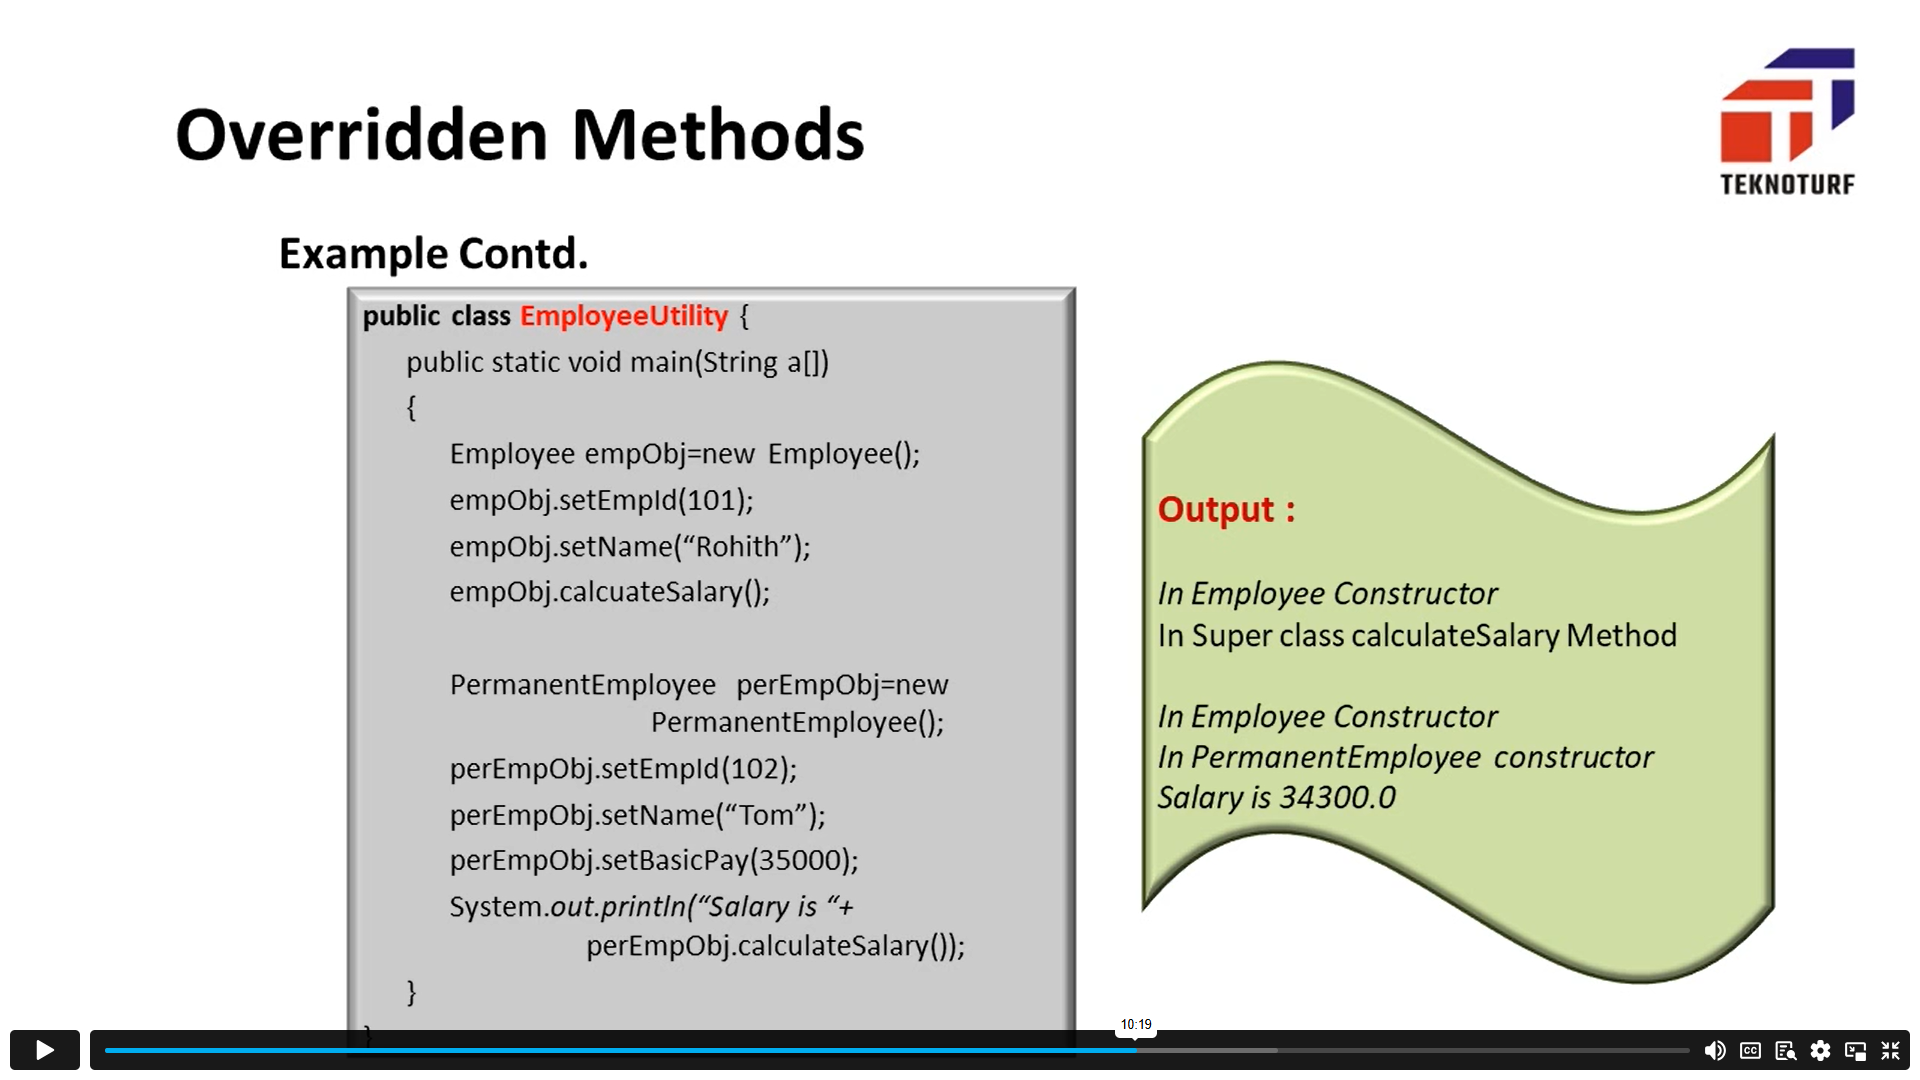 Overridden Methods
TEKNOTURF
Example Contd.
public class EmployeeUtility {
public static void main(String a[])
{
Employee empObj=new Employee();
empObj.setEmpId(101);
empObj.setName(“Rohith”);
empObj.calcuateSalary();
PermanentEmployee perEmpObj=new
PermanentEmployee();
perEmpObj.setEmpId(102);
perEmpObj.setName(“Tom”);
perEmpObj.setBasicPay(35000);
System.out.println(“Salary is “+
perEmpObj.calculateSalary());
}
}
Output :
In Employee Constructor
In Super class calculateSalary Method
In Employee Constructor
In PermanentEmployee constructor
Salary is 34300.0
10:19
CC